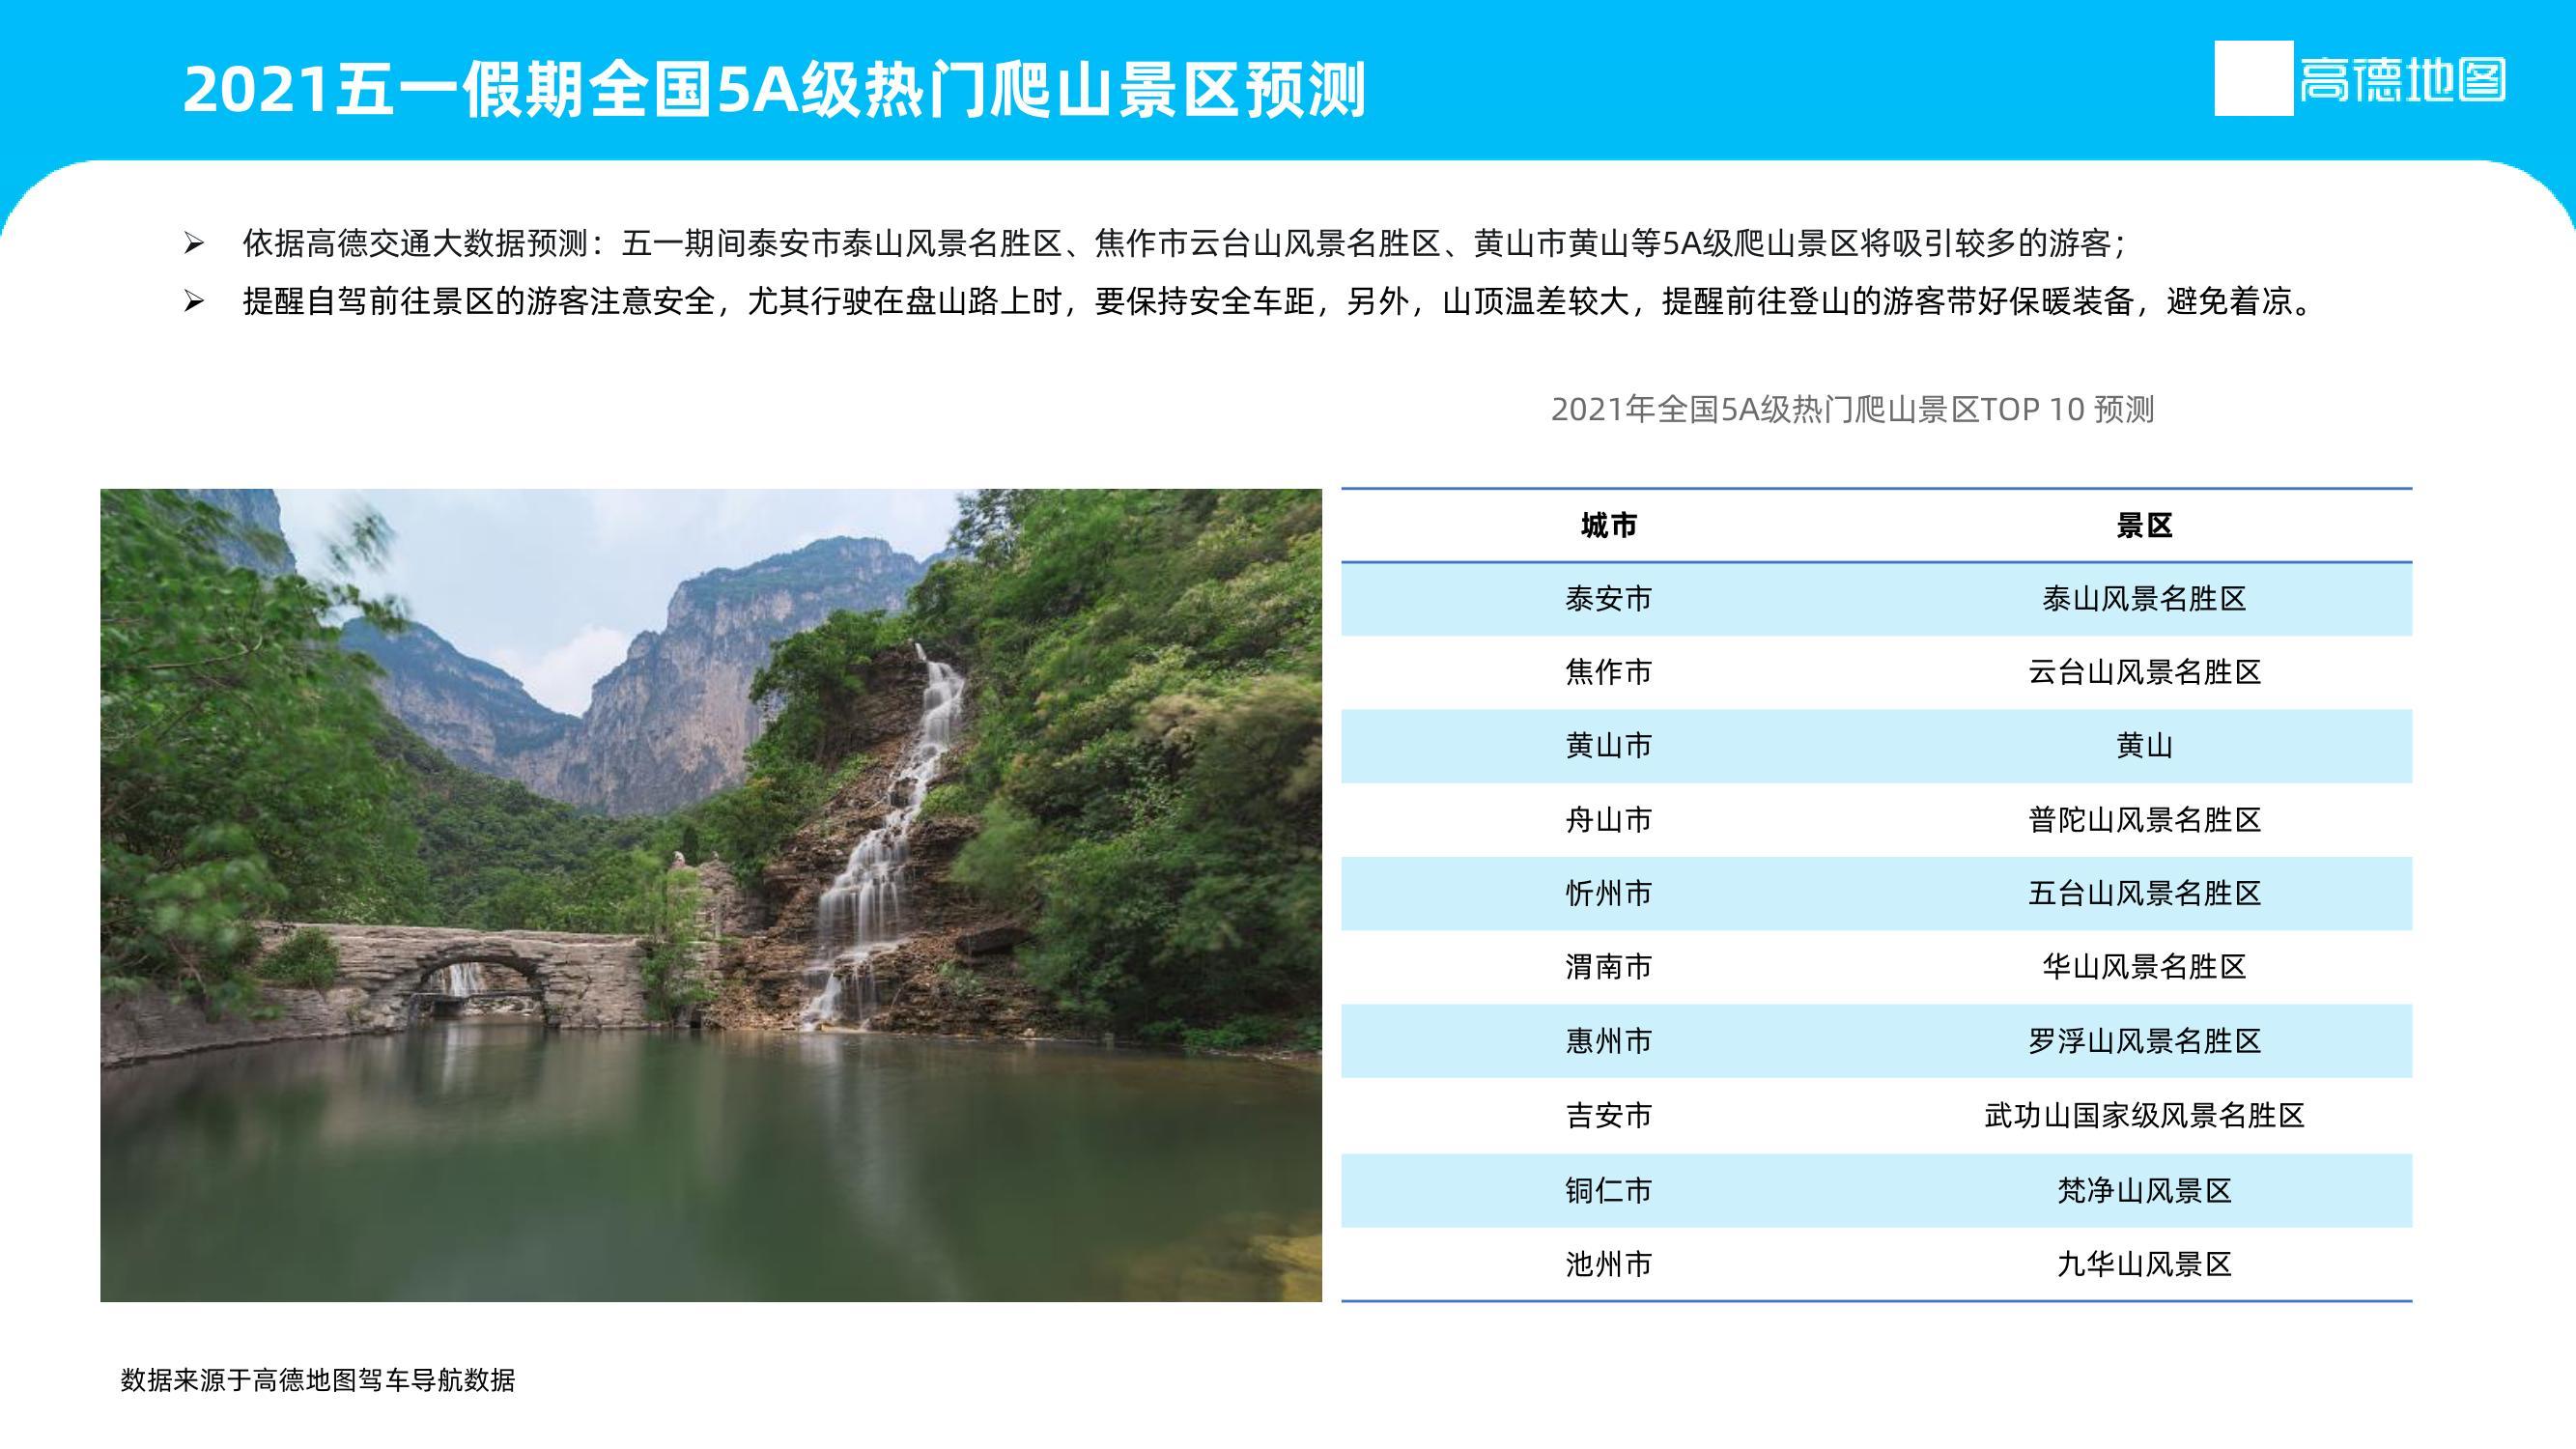 2021五一假期全国5A级热门爬山景区预测
高德地图
➢ 依据高德交通大数据预测：五一期间泰安市泰山风景名胜区、焦作市云台山风景名胜区、黄山市黄山等5A级爬山景区将吸引较多的游客；
➢ 提醒自驾前往景区的游客注意安全，尤其行驶在盘山路上时，要保持安全车距，另外，山顶温差较大，提醒前往登山的游客带好保暖装备，避免着凉。
2021年全国5A级热门爬山景区TOP 10 预测
城市 景区
泰安市 泰山风景名胜区
焦作市 云台山风景名胜区
黄山市 黄山
舟山市 普陀山风景名胜区
忻州市 五台山风景名胜区
渭南市 华山风景名胜区
惠州市 罗浮山风景名胜区
吉安市 武功山国家级风景名胜区
铜仁市 梵净山风景区
池州市 九华山风景区
数据来源于高德地图驾车导航数据